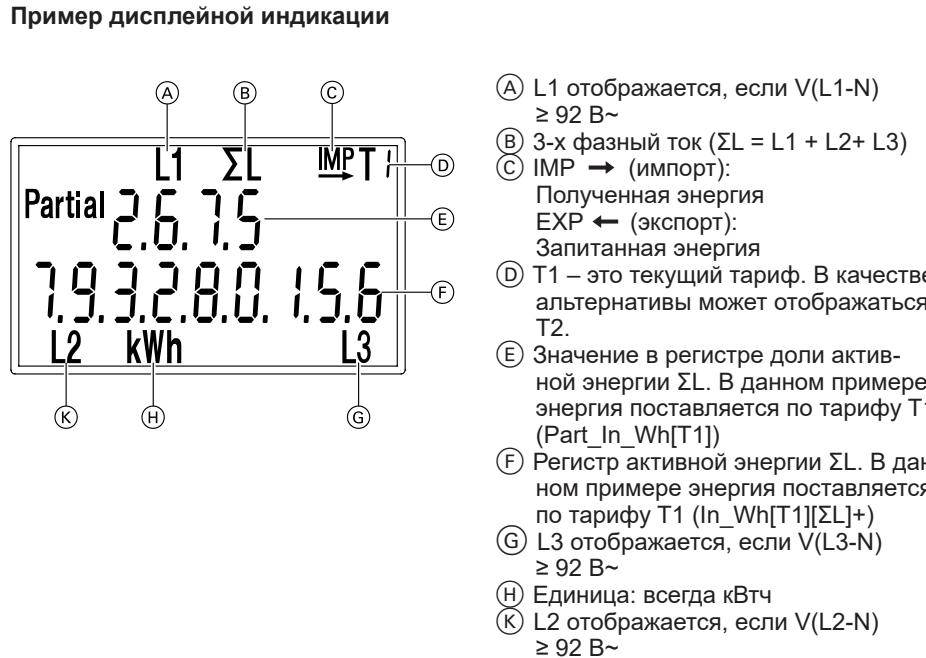 Пример дисплейной индикации
A B C
L1 ΣL IMP T1 D
Partial 2.6.7.5 E
7.9.3.2.8.0.1.5.6 F
L2 kWh L3
K H G
A L1 отображается, если V(L1-N)
≥ 92 В~
B 3-х фазный ток (ΣL = L1 + L2+ L3)
C IMP → (импорт):
Полученная энергия
EXP ← (экспорт):
Запитанная энергия
D T1 – это текущий тариф. В качестве
альтернативы может отображаться
T2.
E Значение в регистре доли актив-
ной энергии ΣL. В данном примере
энергия поставляется по тарифу T1
(Part_In_Wh[T1])
F Регистр активной энергии ΣL. В дан
ном примере энергия поставляется
по тарифу T1 (In_Wh[T1][ΣL]+)
G L3 отображается, если V(L3-N)
≥ 92 В~
H Единица: всегда кВтч
K L2 отображается, если V(L2-N)
≥ 92 В~